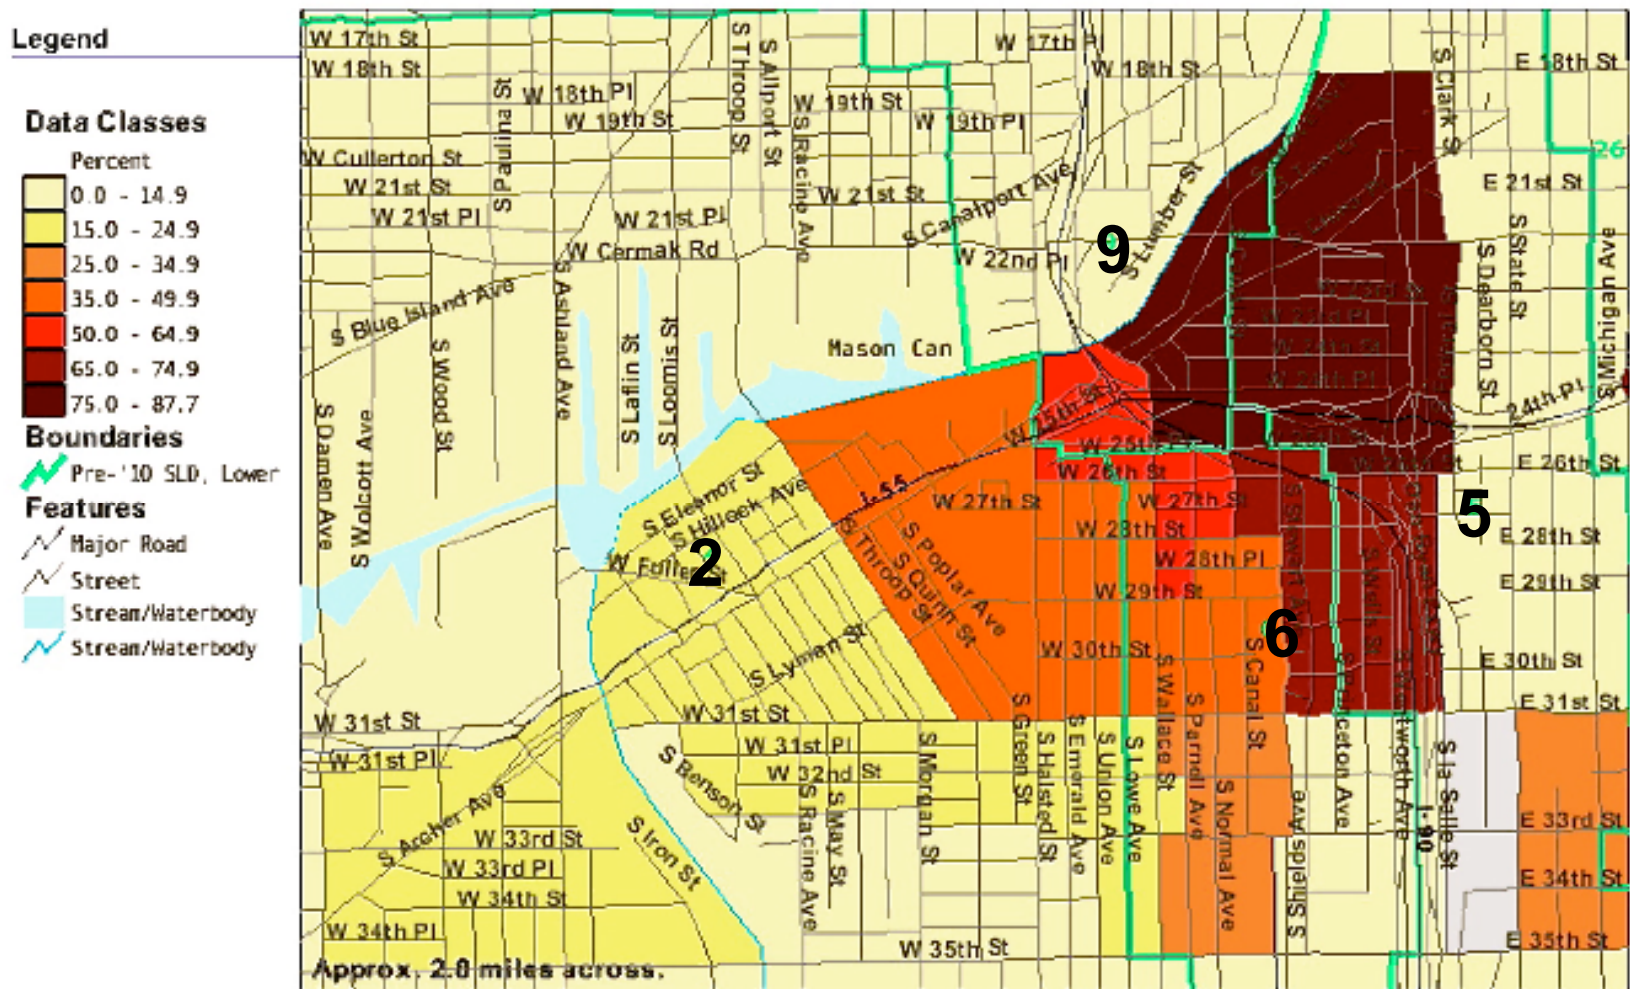 Legend
Data Classes
Percent
0.0 - 14.9
15.0 - 24.9
25.0 - 34.9
35.0 - 49.9
50.0 - 64.9
65.0 - 74.9
75.0 - 87.7
Boundaries
Pre-'10 SLD, Lower
Features
Major Road
Street
Stream/Waterbody
Stream/Waterbody
W 17th St
W 17th Pl
W 18th St
W 18th St
E 18th St
S Throop St
S Allport St
S Clark St
S Paulina St
W 18th Pl
W 19th St
W 19th St
W 19th Pl
W Cullerton St
26
W 21st St
W 21st St
E 21st St
S Racine Ave
S Canalport Ave
S Lumber St
W 21st Pl
W 21st Pl
W Cermak Rd
W 22nd Pl
9
S State St
S Dearborn St
S Michigan Ave
S Blue Island Ave
S Ashland Ave
S Wood St
S Laflin St
S Loomis St
Mason Can
W 23rd Pl
W 24th Pl
24th Pl
S Damen Ave
S Wolcott Ave
W 25th St
W 26th St
E 26th St
S Eleanor St
S Hillock Ave
I-55
W 27th St
W 27th St
5
W 28th St
E 28th St
W Fuller St
2
S Throop St
S Quinn St
S Poplar Ave
W 28th Pl
W 29th St
E 29th St
6
S Lyman St
W 30th St
E 30th St
S Canal St
S Wallace St
S Parnell Ave
S Princeton Ave
S Wentworth Ave
W 31st St
W 31st St
E 31st St
W 31st Pl
W 31st Pl
S Benson St
W 32nd St
S Racine Ave
S May St
S Morgan St
S Green St
S Halsted St
S Emerald Ave
S Union Ave
S Lowe Ave
S Normal Ave
S Shields Ave
I-90
S la Salle St
S Archer Ave
W 33rd St
E 33rd St
S Iron St
W 33rd Pl
W 34th St
E 34th St
W 34th Pl
W 35th St
E 35th St
Approx. 2.0 miles across.